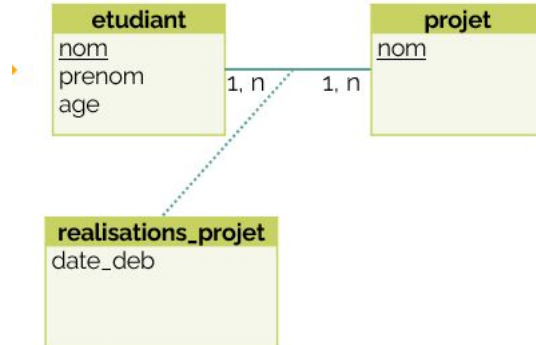 etudiant
nom
prenom
age
1, n
1, n
projet
nom
realisations_projet
date_deb